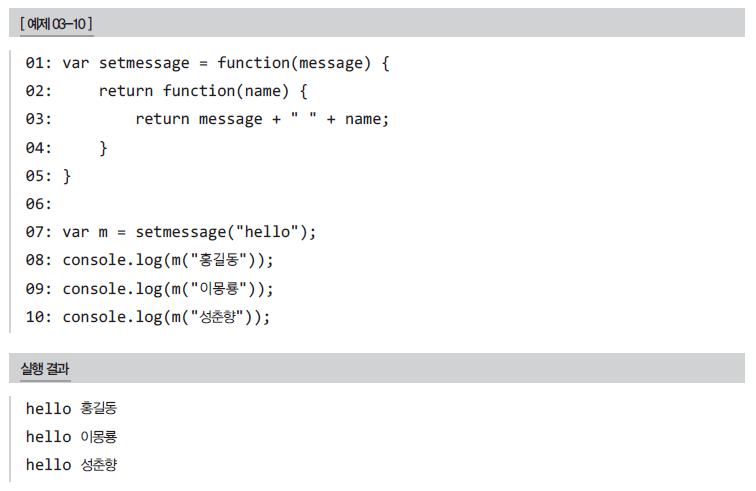 [ 예제 03-10 ]
01: var setmessage = function(message) {
02:     return function(name) {
03:         return message + " " + name;
04:     }
05: }
06:
07: var m = setmessage("hello");
08: console.log(m("홍길동"));
09: console.log(m("이몽룡"));
10: console.log(m("성춘향"));
실행 결과
hello 홍길동
hello 이몽룡
hello 성춘향